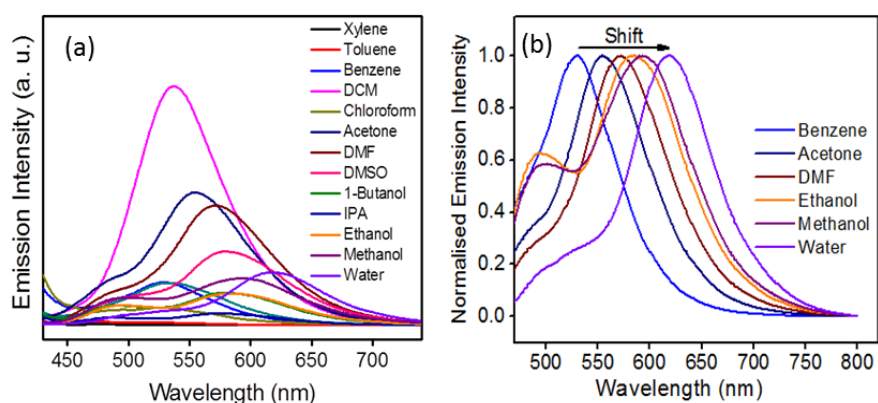 (a)
Emission Intensity (a. u.)
Xylene
Toluene
Benzene
DCM
Chloroform
Acetone
DMF
DMSO
1-Butanol
IPA
Ethanol
Methanol
Water
450 500 550 600 650 700
Wavelength (nm)
(b)
Shift
Normalised Emission Intensity
1.0
0.8
0.6
0.4
0.2
0.0
Benzene
Acetone
DMF
Ethanol
Methanol
Water
500 550 600 650 700 750 800
Wavelength (nm)